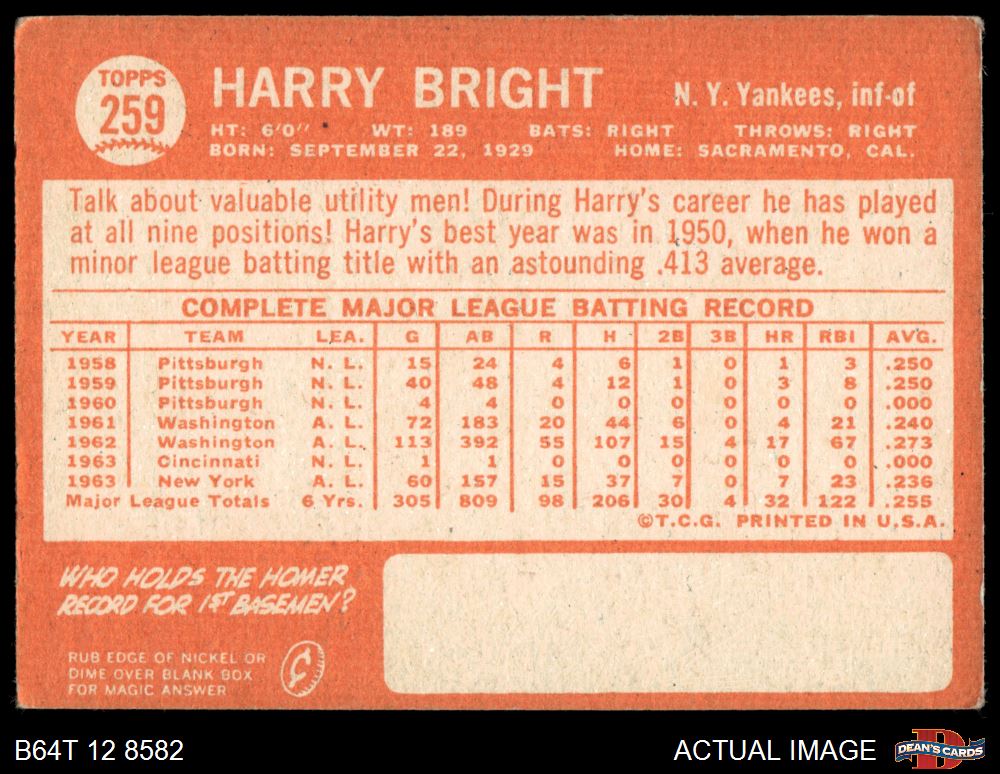 TOPPS
259
HARRY BRIGHT
N. Y. Yankees, inf-of
HT: 6'0" WT: 189 BATS: RIGHT THROWS: RIGHT
BORN: SEPTEMBER 22, 1929 HOME: SACRAMENTO, CAL.
Talk about valuable utility men! During Harry's career he has played
at all nine positions! Harry's best year was in 1950, when he won a
minor league batting title with an astounding .413 average.
COMPLETE MAJOR LEAGUE BATTING RECORD
YEAR TEAM LEA. G AB R H 2B 3B HR RBI AVG.
1958 Pittsburgh N. L. 15 24 4 6 1 0 1 3 .250
1959 Pittsburgh N. L. 40 48 4 12 1 0 3 8 .250
1960 Pittsburgh N. L. 4 4 0 0 0 0 0 0 .000
1961 Washington A. L. 72 183 20 44 6 0 4 21 .240
1962 Washington A. L. 113 392 55 107 15 4 17 67 .273
1963 Cincinnati N. L. 1 1 0 0 0 0 0 0 .000
1963 New York A. L. 60 157 15 37 7 0 7 23 .236
Major League Totals 6 Yrs. 305 809 98 206 30 4 32 122 .255
©T.C.G. PRINTED IN U.S.A.
WHO HOLDS THE HOMER
RECORD FOR 1ST BASEMEN?
RUB EDGE OF NICKEL OR
DIME OVER BLANK BOX
FOR MAGIC ANSWER
B64T 12 8582
ACTUAL IMAGE
DEAN'S CARDS